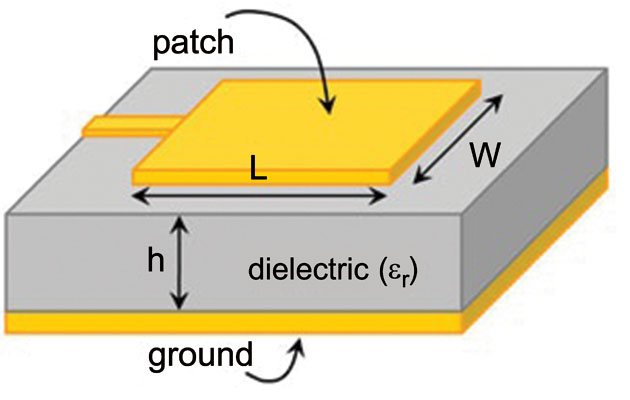 patch
L
W
h
dielectric (εr)
ground